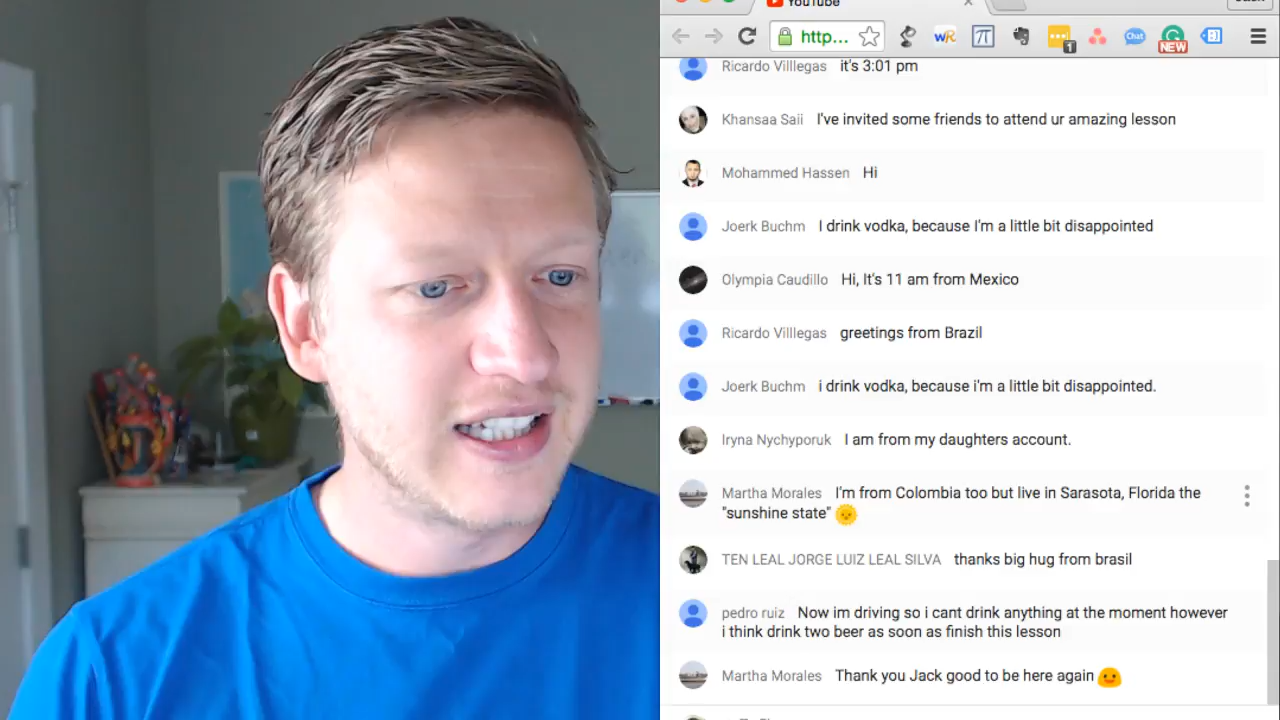 YouTube
http...
wR
π
1
Chat
NEW
Ricardo Villlegas it's 3:01 pm
Khansaa Saii I've invited some friends to attend ur amazing lesson
Mohammed Hassen Hi
Joerk Buchm I drink vodka, because I'm a little bit disappointed
Olympia Caudillo Hi, It's 11 am from Mexico
Ricardo Villlegas greetings from Brazil
Joerk Buchm i drink vodka, because i'm a little bit disappointed.
Iryna Nychyporuk I am from my daughters account.
Martha Morales I'm from Colombia too but live in Sarasota, Florida the
"sunshine state"
TEN LEAL JORGE LUIZ LEAL SILVA thanks big hug from brasil
pedro ruiz Now im driving so i cant drink anything at the moment however
i think drink two beer as soon as finish this lesson
Martha Morales Thank you Jack good to be here again